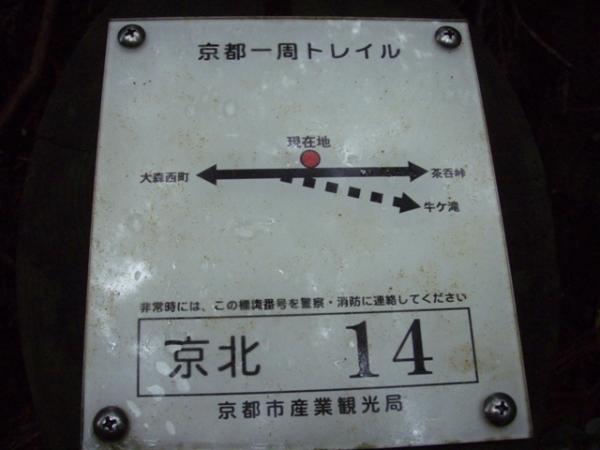 京都一周トレイル
現在地
大森西町
茶呑峠
牛ケ滝
非常時には、この標識番号を警察・消防に連絡してください
京北 14
京都市産業観光局